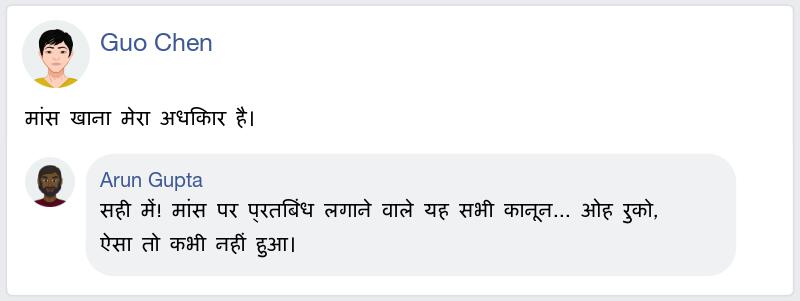 Guo Chen
मांस खाना मेरा अधिकार है।
Arun Gupta
सही में! मांस पर प्रतिबंध लगाने वाले यह सभी कानून... ओह रुको,
ऐसा तो कभी नहीं हुआ।